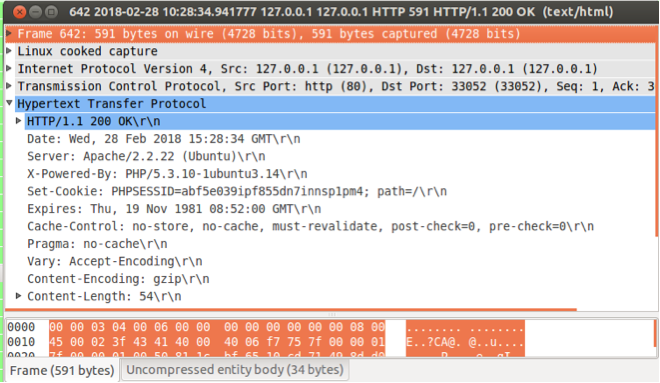 642 2018-02-28 10:28:34.941777 127.0.0.1 127.0.0.1 HTTP 591 HTTP/1.1 200 OK (text/html)
Frame 642: 591 bytes on wire (4728 bits), 591 bytes captured (4728 bits)
Linux cooked capture
Internet Protocol Version 4, Src: 127.0.0.1 (127.0.0.1), Dst: 127.0.0.1 (127.0.0.1)
Transmission Control Protocol, Src Port: http (80), Dst Port: 33052 (33052), Seq: 1, Ack: 3
Hypertext Transfer Protocol
HTTP/1.1 200 OK\r\n
Date: Wed, 28 Feb 2018 15:28:34 GMT\r\n
Server: Apache/2.2.22 (Ubuntu)\r\n
X-Powered-By: PHP/5.3.10-1ubuntu3.14\r\n
Set-Cookie: PHPSESSID=abf5e039ipf855dn7innsp1pm4; path=/\r\n
Expires: Thu, 19 Nov 1981 08:52:00 GMT\r\n
Cache-Control: no-store, no-cache, must-revalidate, post-check=0, pre-check=0\r\n
Pragma: no-cache\r\n
Vary: Accept-Encoding\r\n
Content-Encoding: gzip\r\n
Content-Length: 54\r\n
0000 00 00 03 04 00 06 00 00 00 00 00 00 00 00 08 00 ........ ........
0010 45 00 02 3f 43 41 40 00 40 06 f7 75 7f 00 00 01 E..?CA@. @..u....
0020
Frame (591 bytes) Uncompressed entity body (34 bytes)